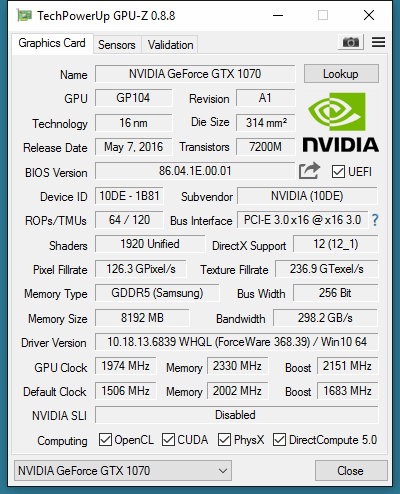 TechPowerUp GPU-Z 0.8.8
Graphics Card Sensors Validation
Name NVIDIA GeForce GTX 1070 Lookup
GPU GP104 Revision A1
Technology 16 nm Die Size 314 mm²
Release Date May 7, 2016 Transistors 7200M
NVIDIA
BIOS Version 86.04.1E.00.01 UEFI
Device ID 10DE - 1B81 Subvendor NVIDIA (10DE)
ROPs/TMUs 64 / 120 Bus Interface PCI-E 3.0 x16 @ x16 3.0 ?
Shaders 1920 Unified DirectX Support 12 (12_1)
Pixel Fillrate 126.3 GPixel/s Texture Fillrate 236.9 GTexel/s
Memory Type GDDR5 (Samsung) Bus Width 256 Bit
Memory Size 8192 MB Bandwidth 298.2 GB/s
Driver Version 10.18.13.6839 WHQL (ForceWare 368.39) / Win10 64
GPU Clock 1974 MHz Memory 2330 MHz Boost 2151 MHz
Default Clock 1506 MHz Memory 2002 MHz Boost 1683 MHz
NVIDIA SLI Disabled
Computing OpenCL CUDA PhysX DirectCompute 5.0
NVIDIA GeForce GTX 1070 Close